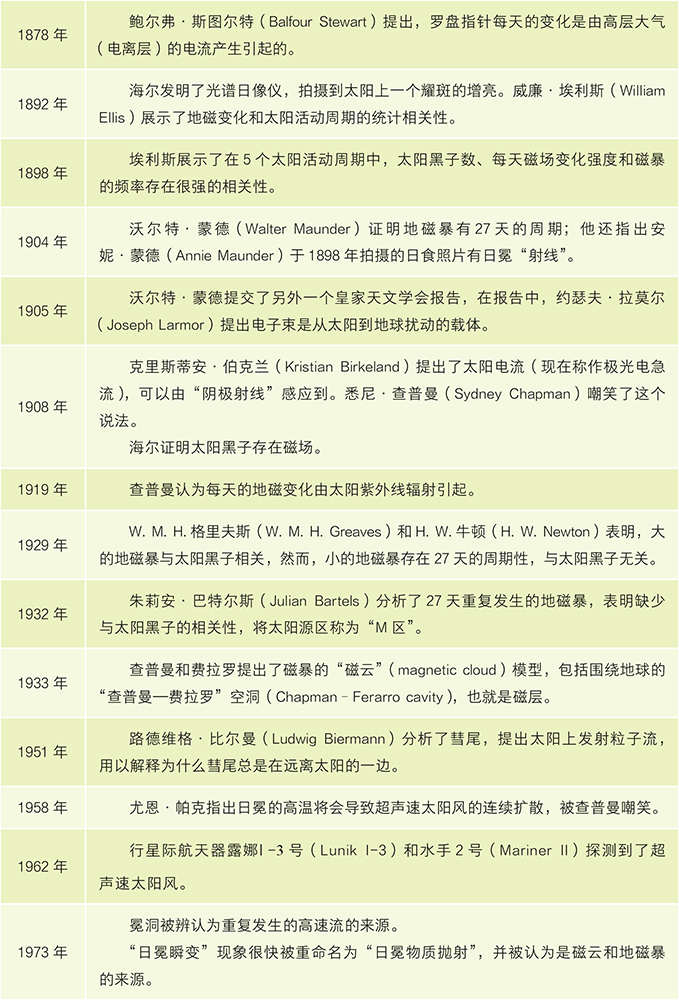 1878 年
鲍尔弗·斯图尔特（Balfour Stewart）提出，罗盘指针每天的变化是由高层大气
（电离层）的电流产生引起的。
1892 年
海尔发明了光谱日像仪，拍摄到太阳上一个耀斑的增亮。威廉·埃利斯（William
Ellis）展示了地磁变化和太阳活动周期的统计相关性。
1898 年
埃利斯展示了在 5 个太阳活动周期中，太阳黑子数、每天磁场变化强度和磁暴
的频率存在很强的相关性。
1904 年
沃尔特·蒙德（Walter Maunder）证明地磁暴有 27 天的周期；他还指出安
妮·蒙德（Annie Maunder）于 1898 年拍摄的日食照片有日冕“射线”。
1905 年
沃尔特·蒙德提交了另外一个皇家天文学会报告，在报告中，约瑟夫·拉莫尔
（Joseph Larmor）提出电子束是从太阳到地球扰动的载体。
1908 年
克里斯蒂安·伯克兰（Kristian Birkeland）提出了太阳电流（现在称作极光电急
流），可以由“阴极射线”感应到。悉尼·查普曼（Sydney Chapman）嘲笑了这个
说法。
海尔证明太阳黑子存在磁场。
1919 年
查普曼认为每天的地磁变化由太阳紫外线辐射引起。
1929 年
W. M. H. 格里夫斯（W. M. H. Greaves）和 H. W. 牛顿（H. W. Newton）表明，大
的地磁暴与太阳黑子相关，然而，小的地磁暴存在 27 天的周期性，与太阳黑子无关。
1932 年
朱莉安·巴特尔斯（Julian Bartels）分析了 27 天重复发生的地磁暴，表明缺少
与太阳黑子的相关性，将太阳源区称为“M 区”。
1933 年
查普曼和费拉罗提出了磁暴的“磁云”（magnetic cloud）模型，包括围绕地球的
“查普曼—费拉罗”空洞（Chapman–Ferarro cavity），也就是磁层。
1951 年
路德维格·比尔曼（Ludwig Biermann）分析了彗尾，提出太阳上发射粒子流，
用以解释为什么彗尾总是在远离太阳的一边。
1958 年
尤恩·帕克指出日冕的高温将会导致超声速太阳风的连续扩散，被查普曼嘲笑。
1962 年
行星际航天器露娜I -3 号（Lunik I-3）和水手 2 号（Mariner II）探测到了超
声速太阳风。
1973 年
冕洞被辨认为重复发生的高速流的来源。
“日冕瞬变”现象很快被重命名为“日冕物质抛射”，并被认为是磁云和地磁暴
的来源。